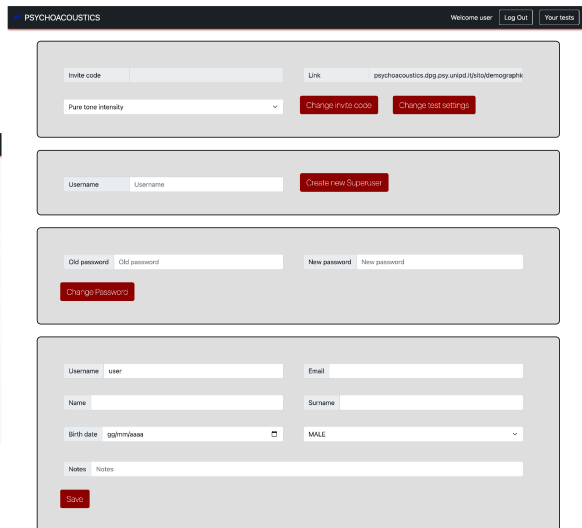 PSYCHOACOUSTICS Welcome user Log Out Your tests
Invite code Link psychoacoustics.dpg.psy.unipd.it/sito/demographic
Pure tone intensity Change invite code Change test settings
Username Username Create new Superuser
Old password Old password New password New password
Change Password
Username user Email
Name Surname
Birth date gg/mm/aaaa MALE
Notes Notes
Save